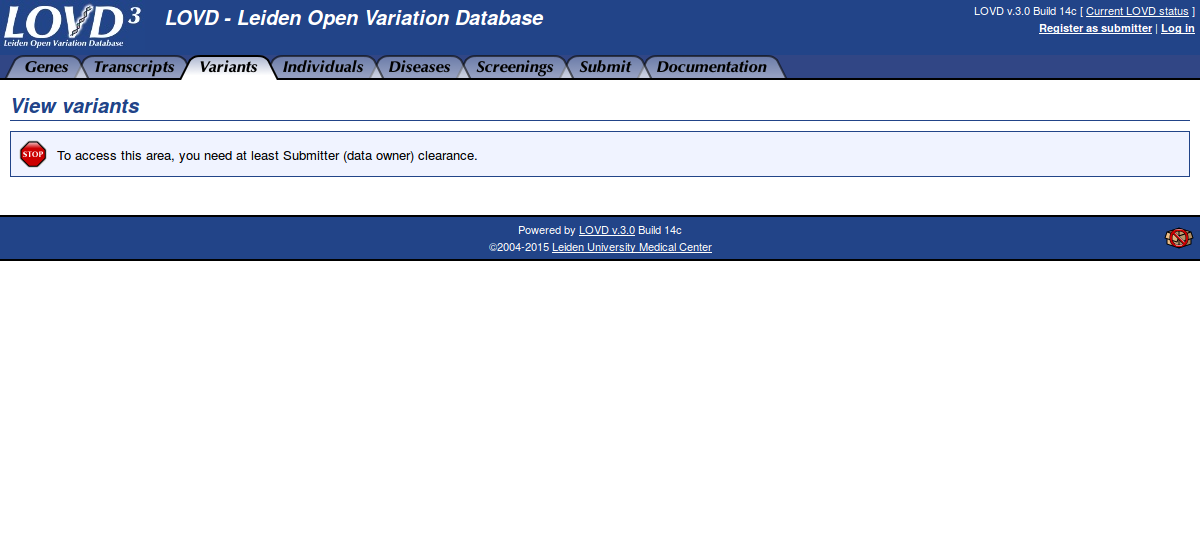 LOVD 3
Leiden Open Variation Database
LOVD - Leiden Open Variation Database
LOVD v.3.0 Build 14c [ Current LOVD status ]
Register as submitter | Log in
Genes Transcripts Variants Individuals Diseases Screenings Submit Documentation
View variants
STOP
To access this area, you need at least Submitter (data owner) clearance.
Powered by LOVD v.3.0 Build 14c
©2004-2015 Leiden University Medical Center